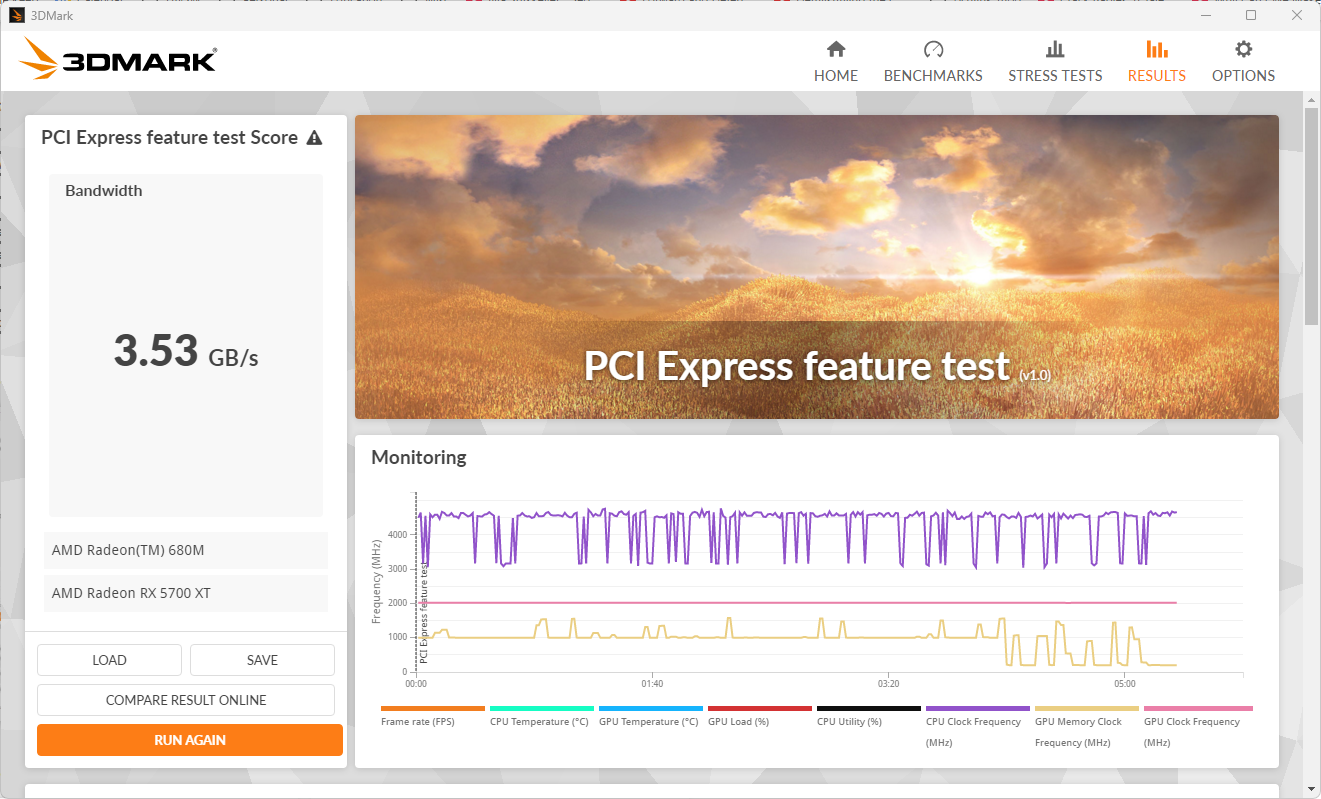 3DMark
3DMARK®
HOME
BENCHMARKS
STRESS TESTS
RESULTS
OPTIONS
PCI Express feature test Score
Bandwidth
3.53 GB/s
AMD Radeon(TM) 680M
AMD Radeon RX 5700 XT
LOAD
SAVE
COMPARE RESULT ONLINE
RUN AGAIN
PCI Express feature test (v1.0)
Monitoring
Frequency (MHz)
4000
3000
2000
1000
0
PCI Express feature test
00:00
01:40
03:20
05:00
Frame rate (FPS)
CPU Temperature (°C)
GPU Temperature (°C)
GPU Load (%)
CPU Utility (%)
CPU Clock Frequency
(MHz)
GPU Memory Clock
Frequency (MHz)
GPU Clock Frequency
(MHz)